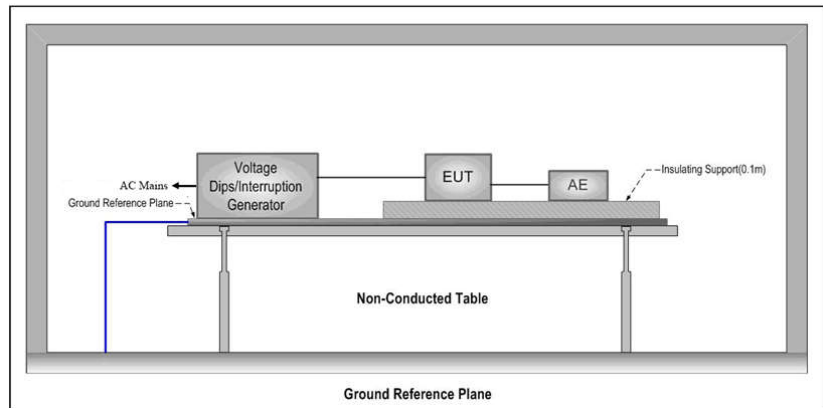 Voltage
Dips/Interruption
Generator
EUT
AE
Insulating Support(0.1m)
AC Mains
Ground Reference Plane
Non-Conducted Table
Ground Reference Plane